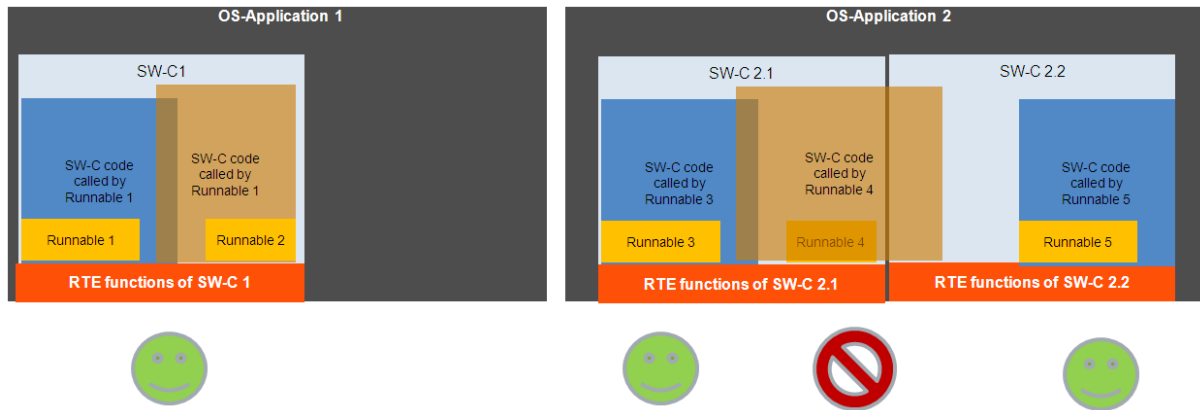 OS-Application 1
SW-C1
SW-C code
called by
Runnable 1
SW-C code
called by
Runnable 1
Runnable 1
Runnable 2
RTE functions of SW-C 1
OS-Application 2
SW-C 2.1
SW-C 2.2
SW-C code
called by
Runnable 3
SW-C code
called by
Runnable 4
SW-C code
called by
Runnable 5
Runnable 3
Runnable 4
Runnable 5
RTE functions of SW-C 2.1
RTE functions of SW-C 2.2